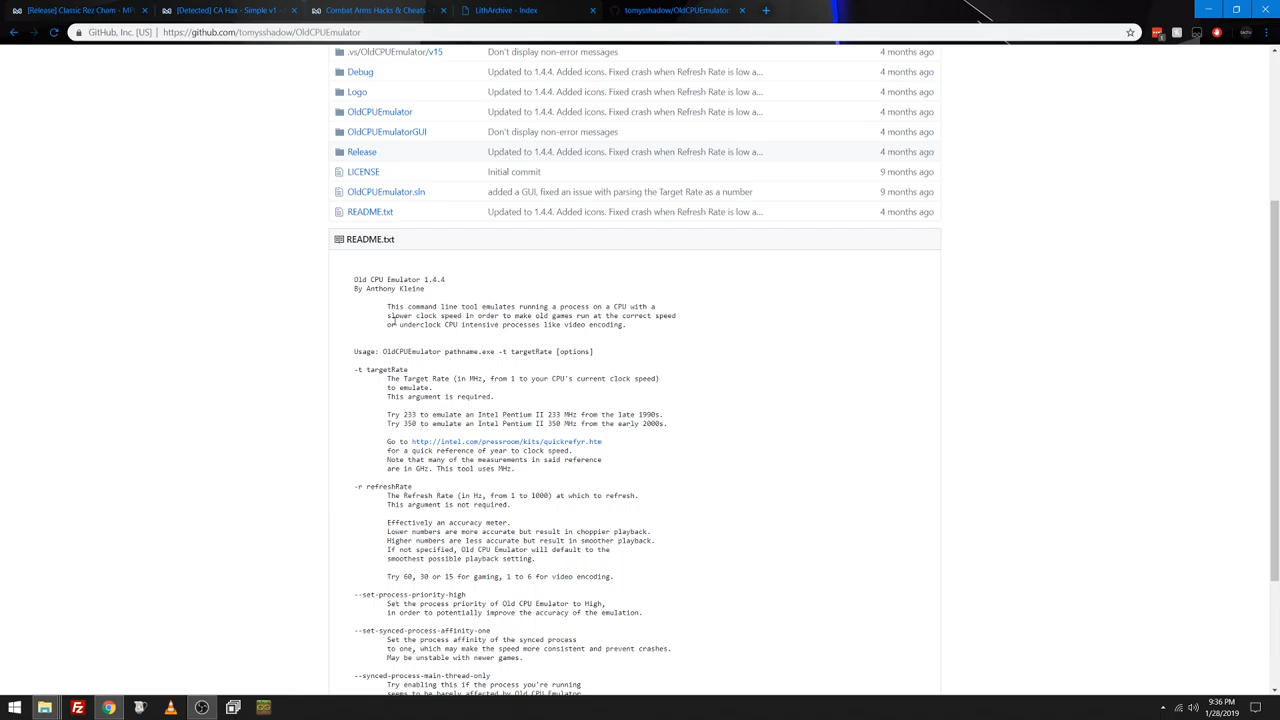 [Release] Classic Rez Cham - MP
[Detected] CA Hax - Simple v1 -
Combat Arms Hacks & Cheats -
LithArchive - Index
tomysshadow/OldCPUEmulator:
GitHub, Inc. [US] | https://github.com/tomysshadow/OldCPUEmulator
.vs/OldCPUEmulator/v15 Don't display non-error messages 4 months ago
Debug Updated to 1.4.4. Added icons. Fixed crash when Refresh Rate is low a... 4 months ago
Logo Updated to 1.4.4. Added icons. Fixed crash when Refresh Rate is low a... 4 months ago
OldCPUEmulator Updated to 1.4.4. Added icons. Fixed crash when Refresh Rate is low a... 4 months ago
OldCPUEmulatorGUI Don't display non-error messages 4 months ago
Release Updated to 1.4.4. Added icons. Fixed crash when Refresh Rate is low a... 4 months ago
LICENSE Initial commit 9 months ago
OldCPUEmulator.sln added a GUI, fixed an issue with parsing the Target Rate as a number 9 months ago
README.txt Updated to 1.4.4. Added icons. Fixed crash when Refresh Rate is low a... 4 months ago
README.txt
Old CPU Emulator 1.4.4
By Anthony Kleine
This command line tool emulates running a process on a CPU with a
slower clock speed in order to make old games run at the correct speed
or underclock CPU intensive processes like video encoding.
Usage: OldCPUEmulator pathname.exe -t targetRate [options]
-t targetRate
The Target Rate (in MHz, from 1 to your CPU's current clock speed)
to emulate.
This argument is required.
Try 233 to emulate an Intel Pentium II 233 MHz from the late 1990s.
Try 350 to emulate an Intel Pentium II 350 MHz from the early 2000s.
Go to http://intel.com/pressroom/kits/quickrefyr.htm
for a quick reference of year to clock speed.
Note that many of the measurements in said reference
are in GHz. This tool uses MHz.
-r refreshRate
The Refresh Rate (in Hz, from 1 to 1000) at which to refresh.
This argument is not required.
Effectively an accuracy meter.
Lower numbers are more accurate but result in choppier playback.
Higher numbers are less accurate but result in smoother playback.
If not specified, Old CPU Emulator will default to the
smoothest possible playback setting.
Try 60, 30 or 15 for gaming, 1 to 6 for video encoding.
--set-process-priority-high
Set the process priority of Old CPU Emulator to High,
in order to potentially improve the accuracy of the emulation.
--set-synced-process-affinity-one
Set the process affinity of the synced process
to one, which may make the speed more consistent and prevent crashes.
May be unstable with newer games.
--synced-process-main-thread-only
Try enabling this if the process you're running
seems to be barely affected by Old CPU Emulator
9:36 PM
1/28/2019